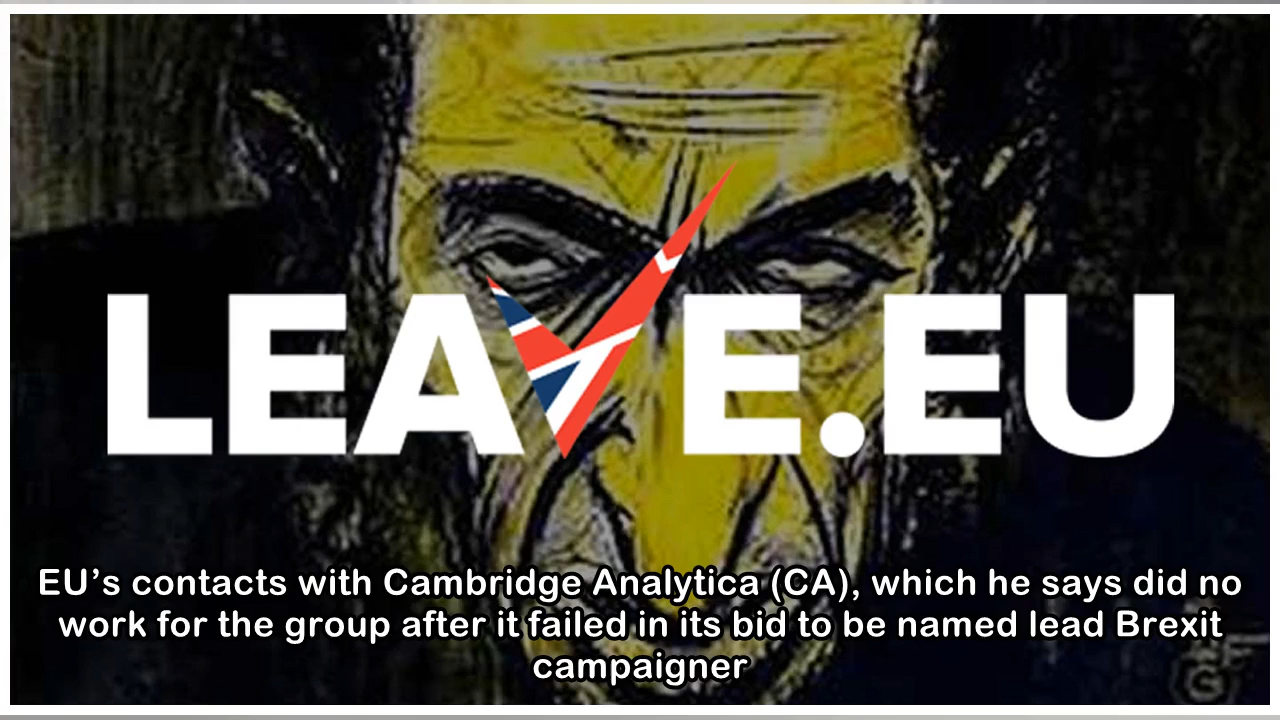 LEAVE.EU
EU’s contacts with Cambridge Analytica (CA), which he says did no
work for the group after it failed in its bid to be named lead Brexit
campaigner